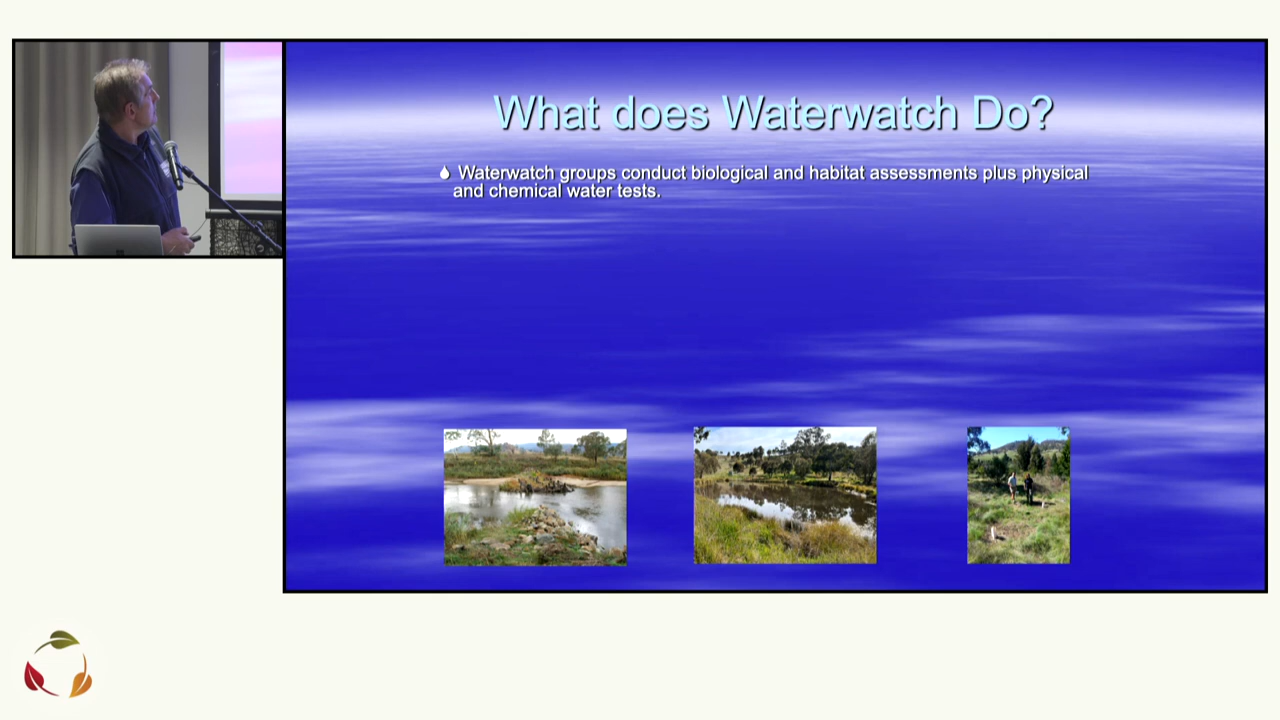 What does Waterwatch Do?
Waterwatch groups conduct biological and habitat assessments plus physical
and chemical water tests.